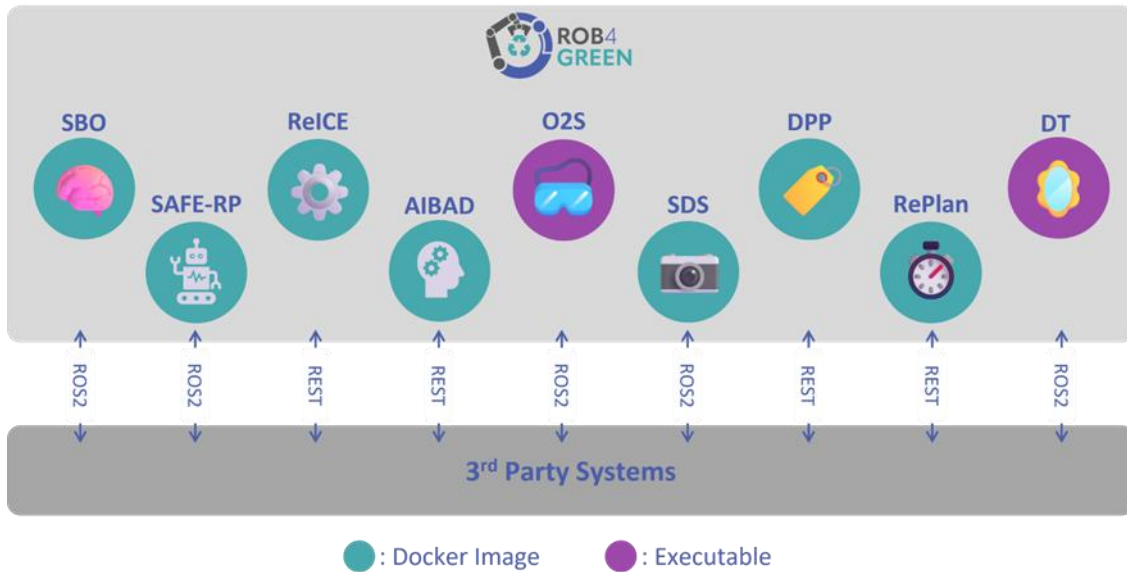 ROB4
GREEN
SBO
ReICE
O2S
DPP
DT
SAFE-RP
AIBAD
SDS
RePlan
ROS2
ROS2
REST
REST
ROS2
ROS2
REST
REST
ROS2
3rd Party Systems
: Docker Image
: Executable